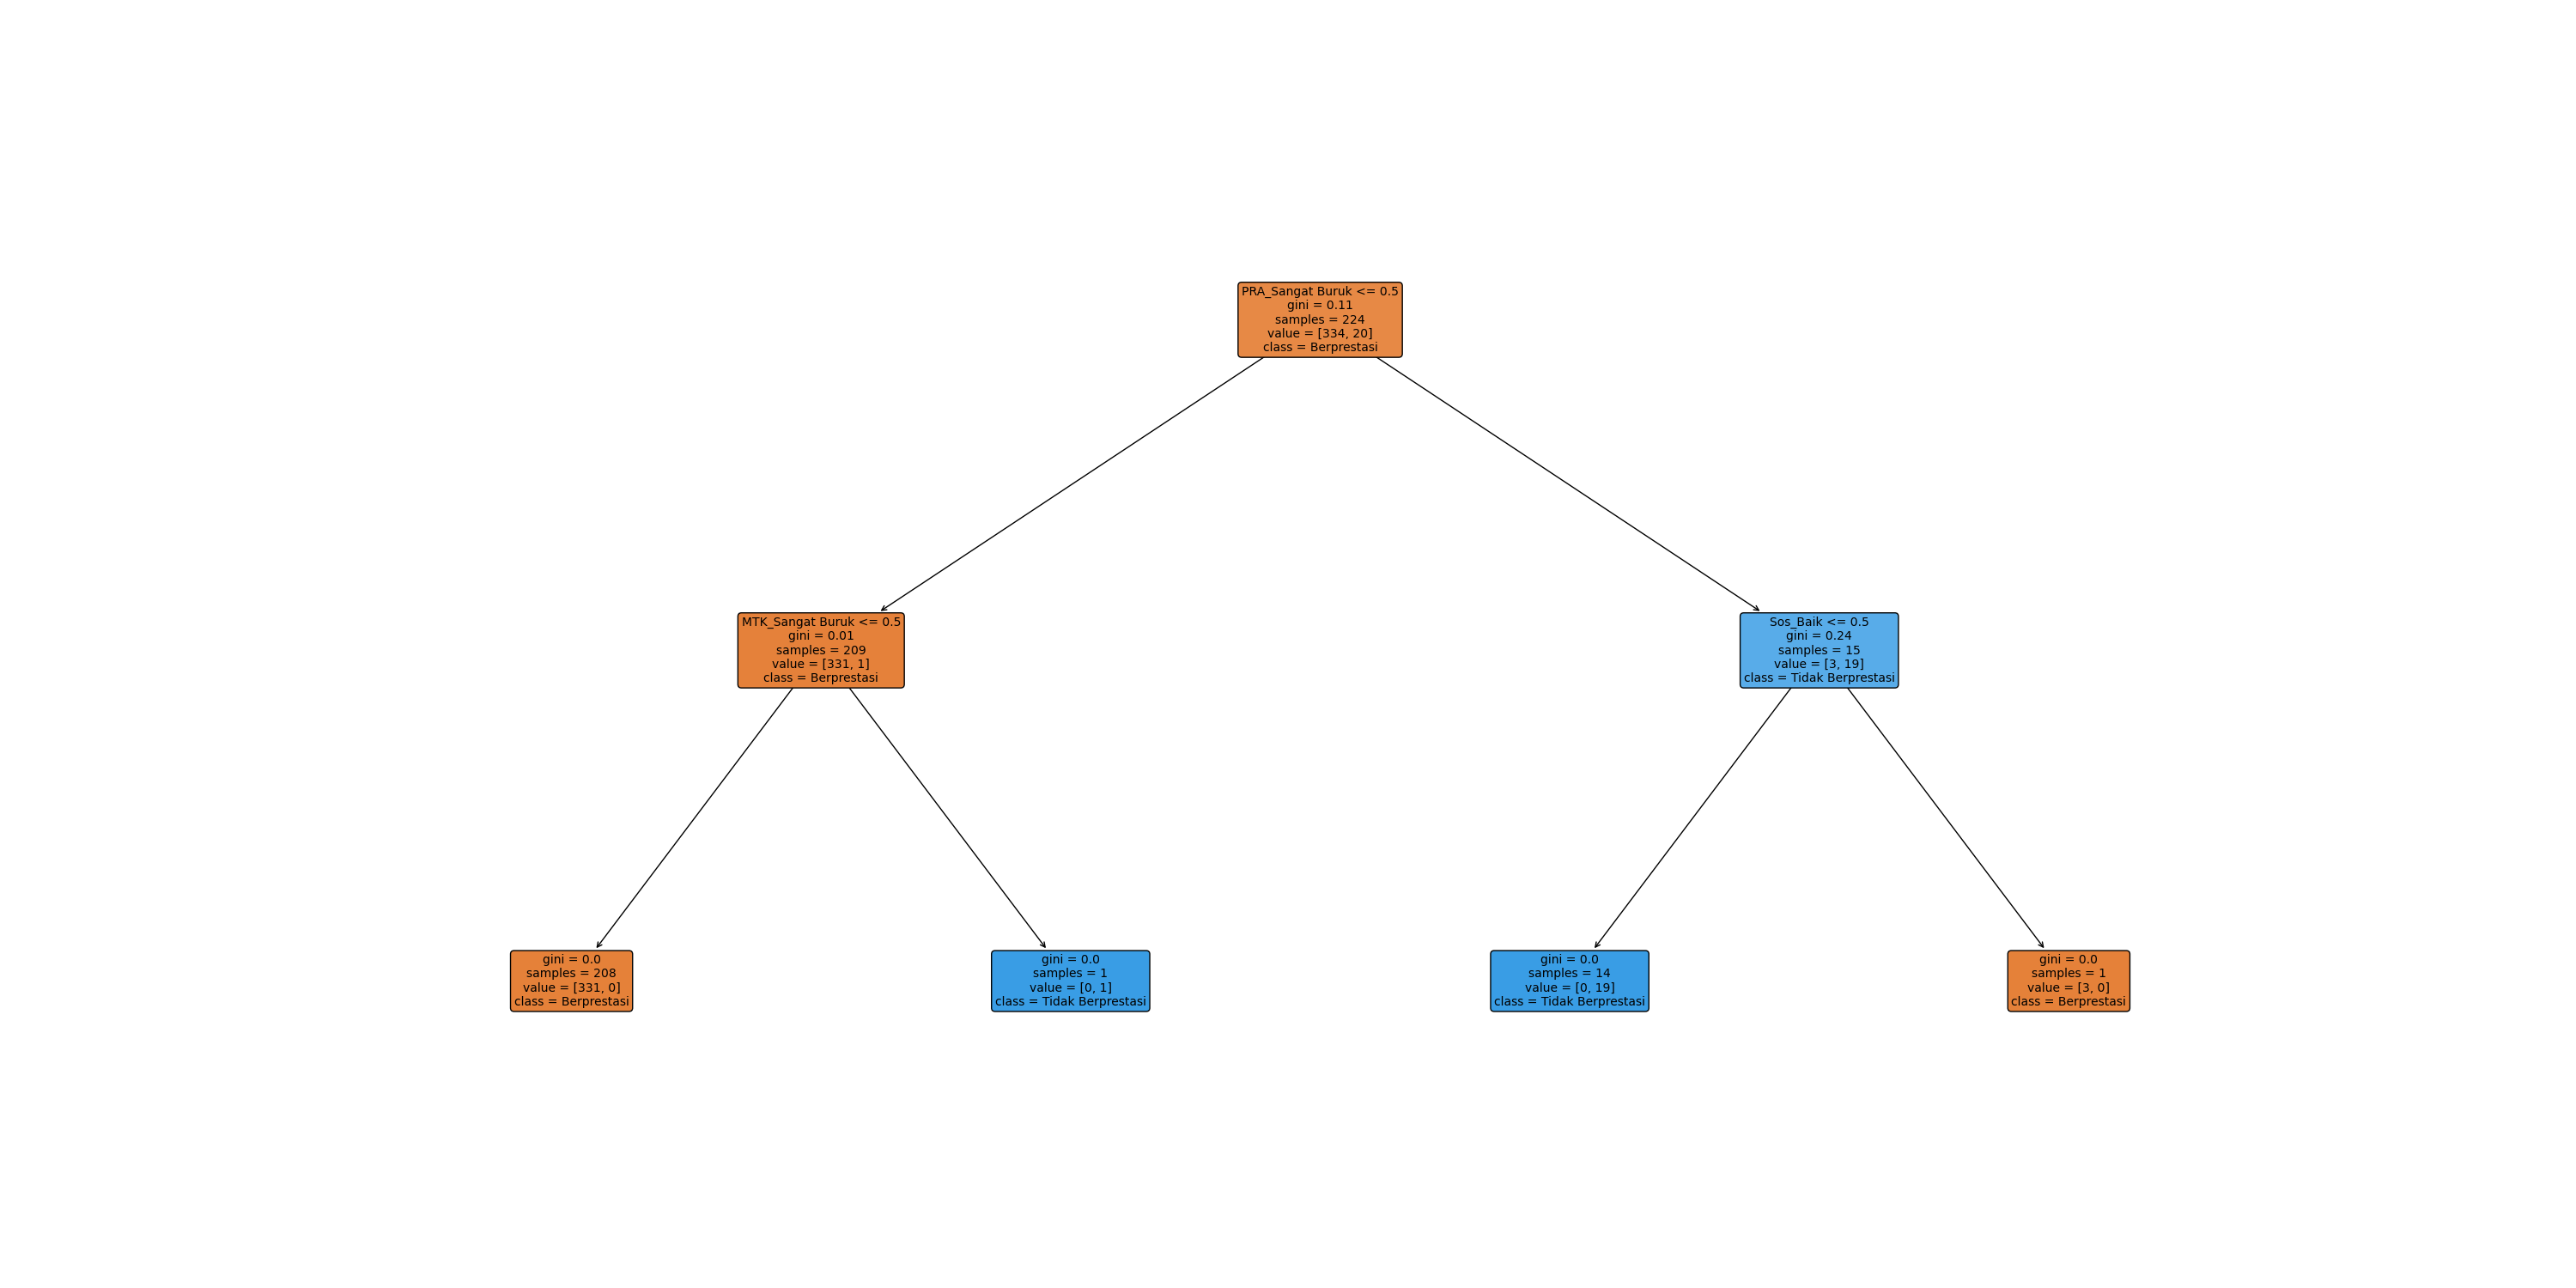 PRA_Sangat Buruk <= 0.5
gini = 0.11
samples = 224
value = [334, 20]
class = Berprestasi
MTK_Sangat Buruk <= 0.5
gini = 0.01
samples = 209
value = [331, 1]
class = Berprestasi
Sos_Baik <= 0.5
gini = 0.24
samples = 15
value = [3, 19]
class = Tidak Berprestasi
gini = 0.0
samples = 208
value = [331, 0]
class = Berprestasi
gini = 0.0
samples = 1
value = [0, 1]
class = Tidak Berprestasi
gini = 0.0
samples = 14
value = [0, 19]
class = Tidak Berprestasi
gini = 0.0
samples = 1
value = [3, 0]
class = Berprestasi